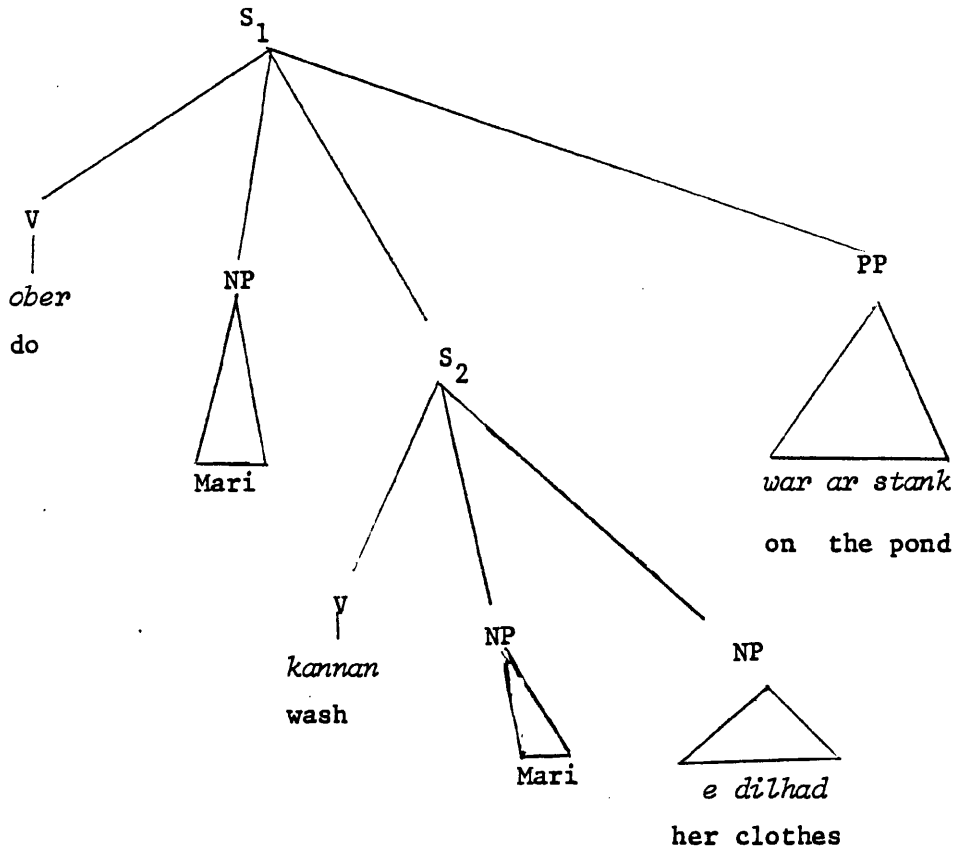 S1
V
PP
NP
ober
do
S2
Mari
war ar stank
on the pond
V
NP
NP
kannan
wash
Mari
e dilhad
her clothes